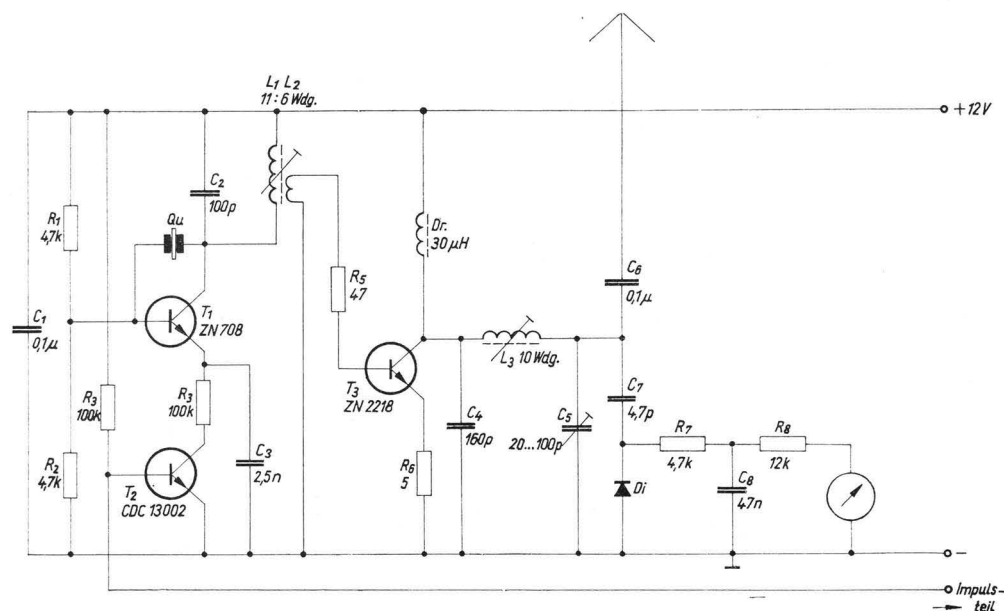 L1 L2
11:6 Wdg.
+12V
C2
100p
R1
4,7k
Qu
Dr.
30 µH
C6
0,1µ
R5
47
T1
ZN 708
C1
0,1µ
L3 10 Wdg.
T3
ZN 2218
R3
100k
R3
100k
C7
4,7p
C4
160p
C5
20...100p
R7
4,7k
R8
12k
C3
2,5n
R2
4,7k
R6
5
T2
CDC 13002
Di
C8
47n
–
Impuls-
teil